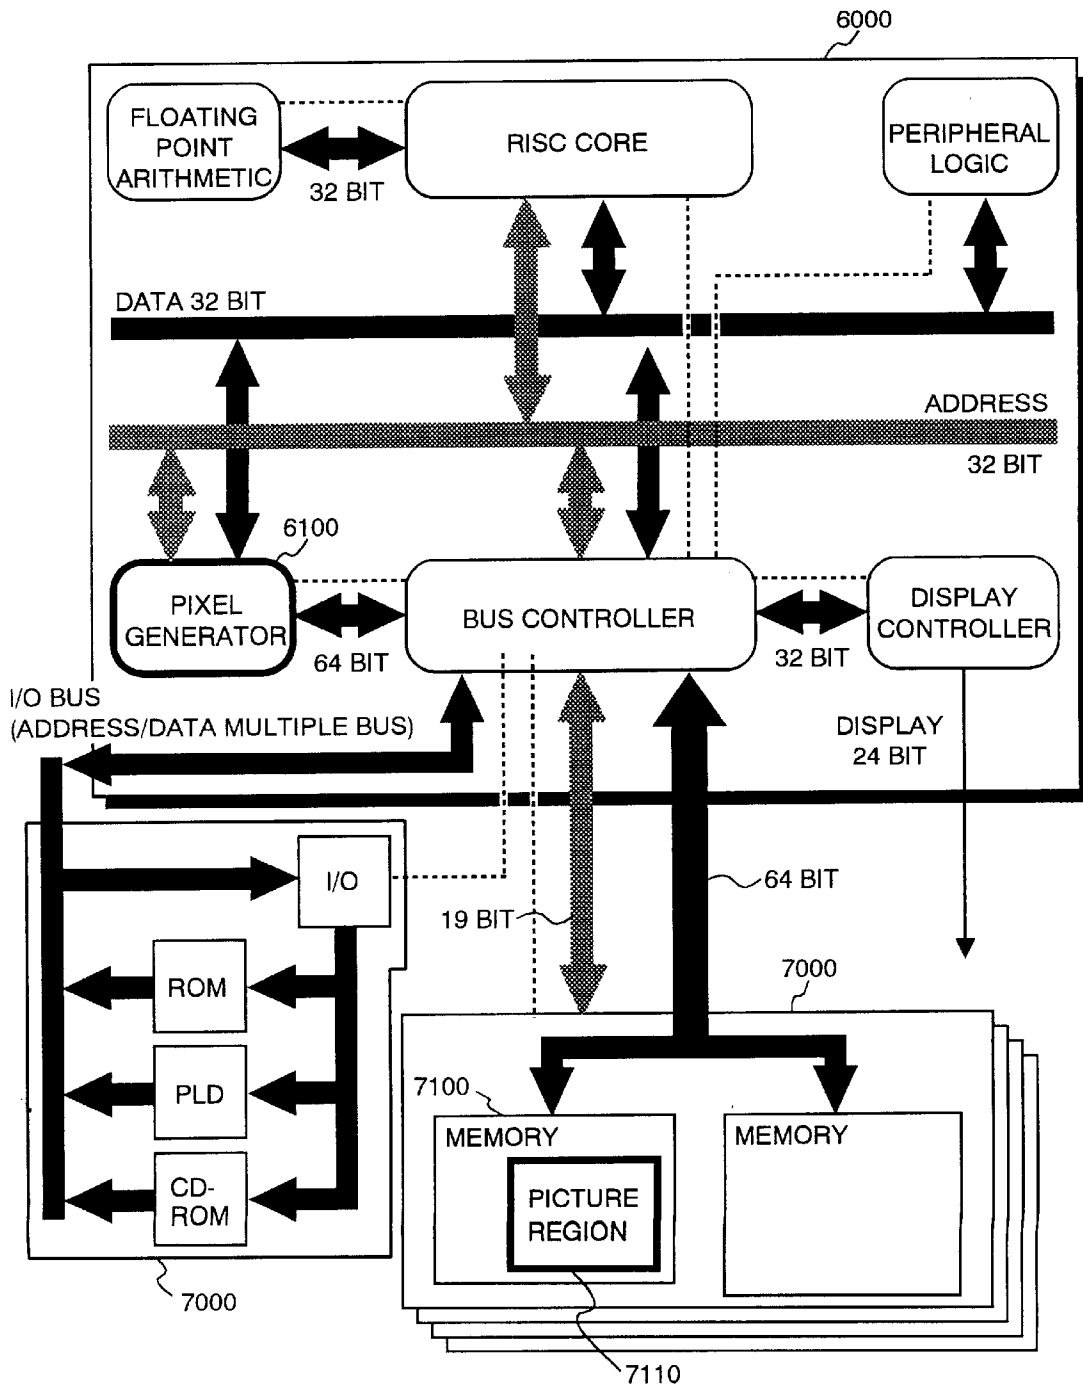 6000
FLOATING
POINT
ARITHMETIC
RISC CORE
PERIPHERAL
LOGIC
32 BIT
DATA 32 BIT
ADDRESS
32 BIT
6100
PIXEL
GENERATOR
64 BIT
BUS CONTROLLER
32 BIT
DISPLAY
CONTROLLER
I/O BUS
(ADDRESS/DATA MULTIPLE BUS)
DISPLAY
24 BIT
I/O
64 BIT
19 BIT
ROM
7000
PLD
7100
MEMORY
MEMORY
CD-
ROM
PICTURE
REGION
7000
7110